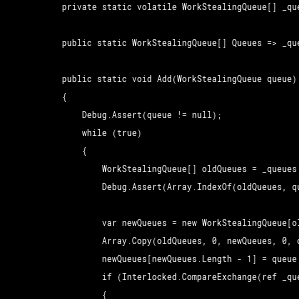 private static volatile WorkStealingQueue[] _que
public static WorkStealingQueue[] Queues => _que
public static void Add(WorkStealingQueue queue)
{
Debug.Assert(queue != null);
while (true)
{
WorkStealingQueue[] oldQueues = _queues
Debug.Assert(Array.IndexOf(oldQueues, qu
var newQueues = new WorkStealingQueue[ol
Array.Copy(oldQueues, 0, newQueues, 0, o
newQueues[newQueues.Length - 1] = queue
if (Interlocked.CompareExchange(ref _que
{